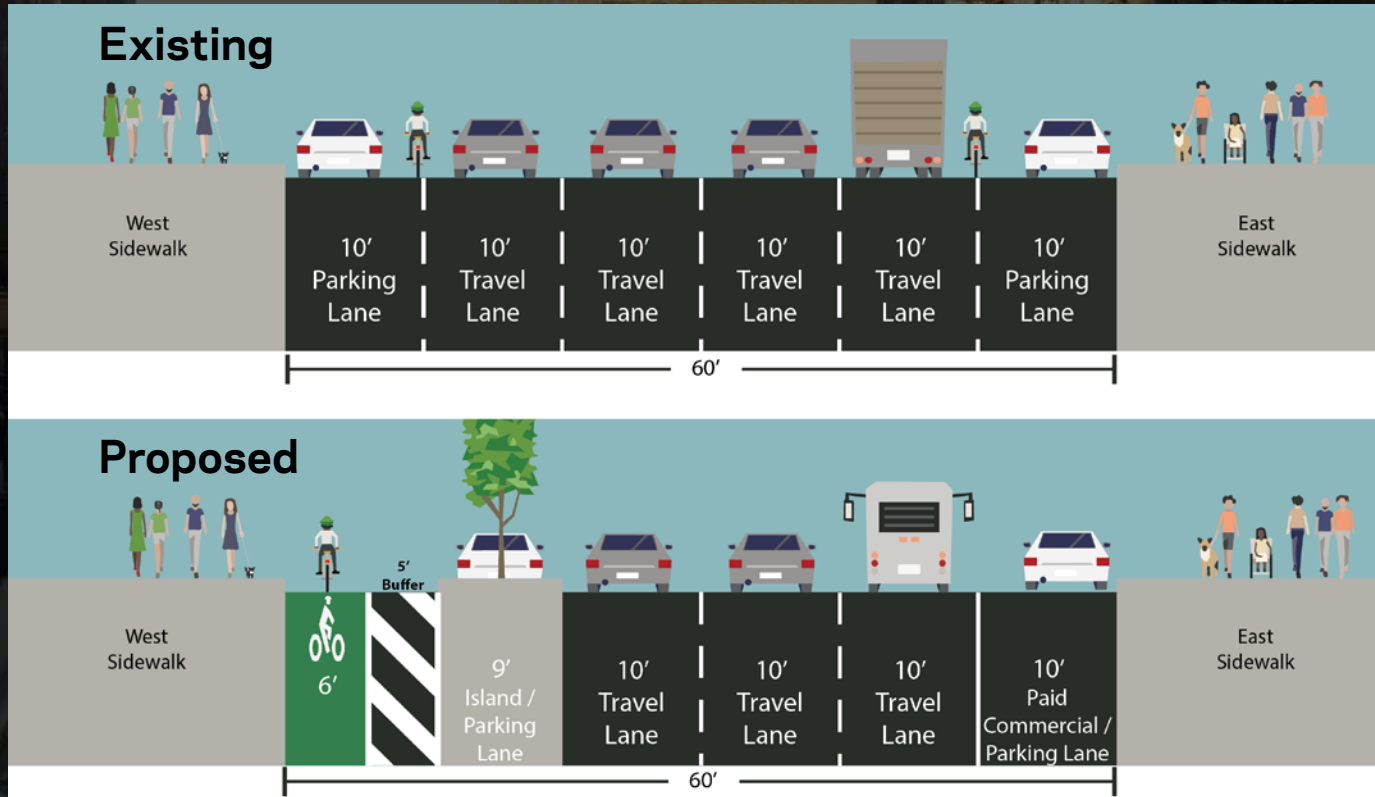 Existing
West
Sidewalk
10’
Parking
Lane
10’
Travel
Lane
10’
Travel
Lane
10’
Travel
Lane
10’
Travel
Lane
10’
Parking
Lane
East
Sidewalk
60’
Proposed
West
Sidewalk
6’
5’
Buffer
9’
Island /
Parking
Lane
10’
Travel
Lane
10’
Travel
Lane
10’
Travel
Lane
10’
Paid
Commercial /
Parking Lane
East
Sidewalk
60’